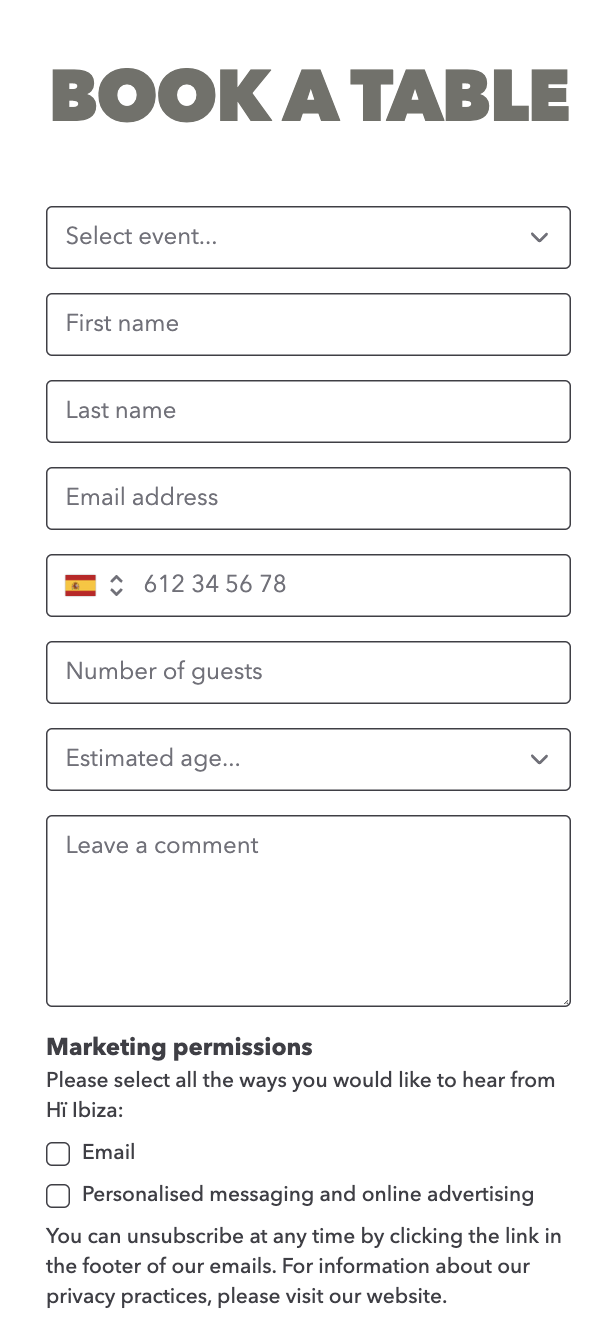 BOOK A TABLE
Select event...
First name
Last name
Email address
612 34 56 78
Number of guests
Estimated age...
Leave a comment
Marketing permissions
Please select all the ways you would like to hear from
Hï Ibiza:
Email
Personalised messaging and online advertising
You can unsubscribe at any time by clicking the link in
the footer of our emails. For information about our
privacy practices, please visit our website.